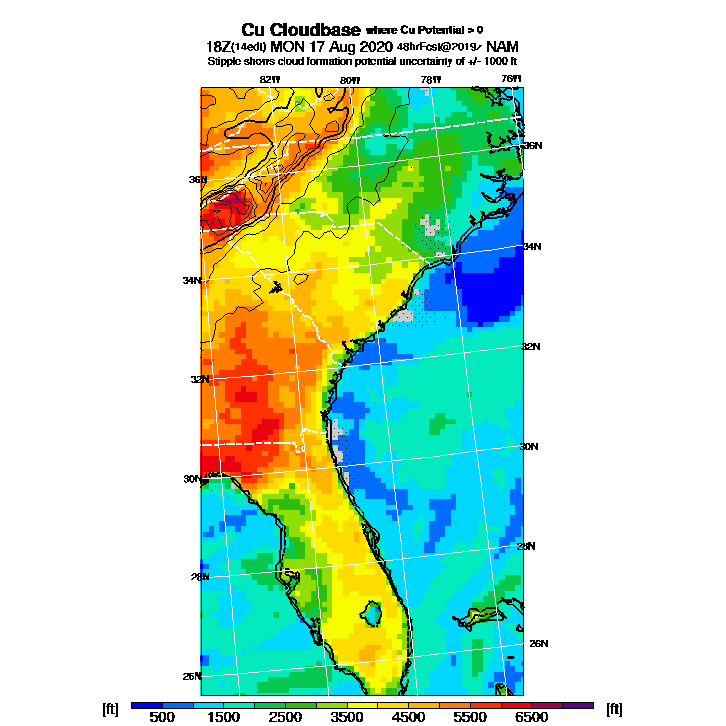 Cu Cloudbase where Cu Potential > 0
18Z(14edt) MON 17 Aug 2020 48hrFcst@2019z NAM
Stipple shows cloud formation potential uncertainty of +/- 1000 ft
82W 80W 78W 76W
36N 36N
34N 34N
32N 32N
30N 30N
28N 28N
26N 26N
[ft] 500 1500 2500 3500 4500 5500 6500 [ft]